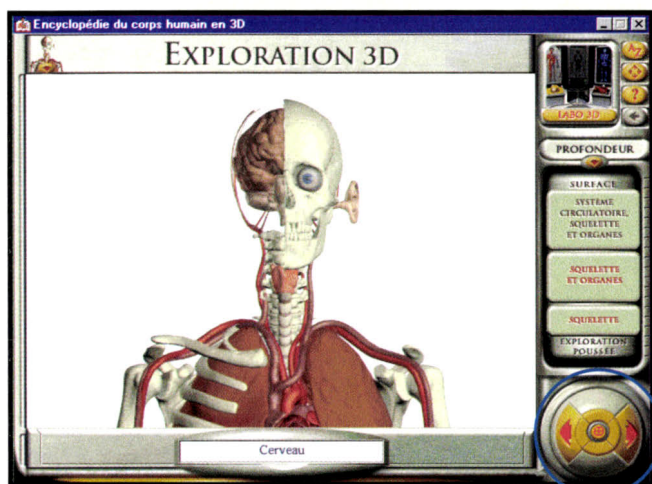 Encyclopédie du corps humain en 3D
EXPLORATION 3D
LABO 3D
?
PROFONDEUR
SURFACE
SYSTÈME
CIRCULATOIRE,
SQUELETTE
ET ORGANES
SQUELETTE
ET ORGANES
SQUELETTE
EXPLORATION
POUSSÉE
Cerveau